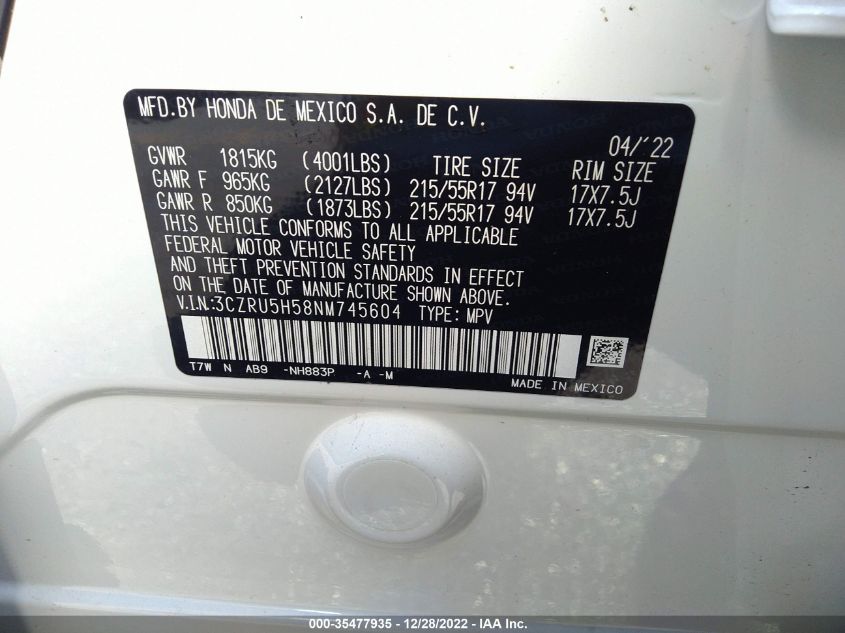 MFD.BY HONDA DE MEXICO S.A. DE C.V.
04/'22
GVWR 1815KG (4001LBS) TIRE SIZE RIM SIZE
GAWR F 965KG (2127LBS) 215/55R17 94V 17X7.5J
GAWR R 850KG (1873LBS) 215/55R17 94V 17X7.5J
THIS VEHICLE CONFORMS TO ALL APPLICABLE
FEDERAL MOTOR VEHICLE SAFETY
AND THEFT PREVENTION STANDARDS IN EFFECT
ON THE DATE OF MANUFACTURE SHOWN ABOVE.
V.I.N.:3CZRU5H58NM745604 TYPE: MPV
T7W N AB9 -NH883P -A -M
MADE IN MEXICO
000-35477935 - 12/28/2022 - IAA Inc.